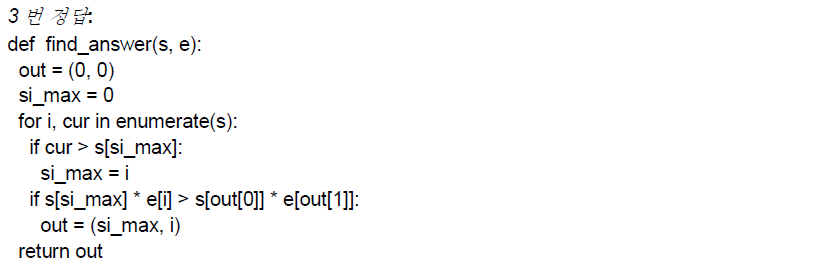 3 번 정답:
def  find_answer(s, e):
  out = (0, 0)
  si_max = 0
  for i, cur in enumerate(s):
    if cur > s[si_max]:
      si_max = i
    if s[si_max] * e[i] > s[out[0]] * e[out[1]]:
      out = (si_max, i)
  return out